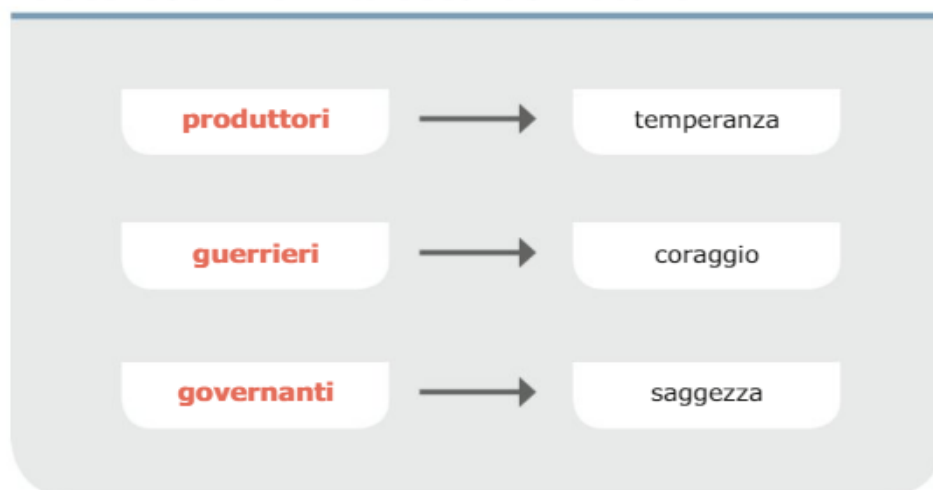 produttori temperanza
guerrieri coraggio
governanti saggezza